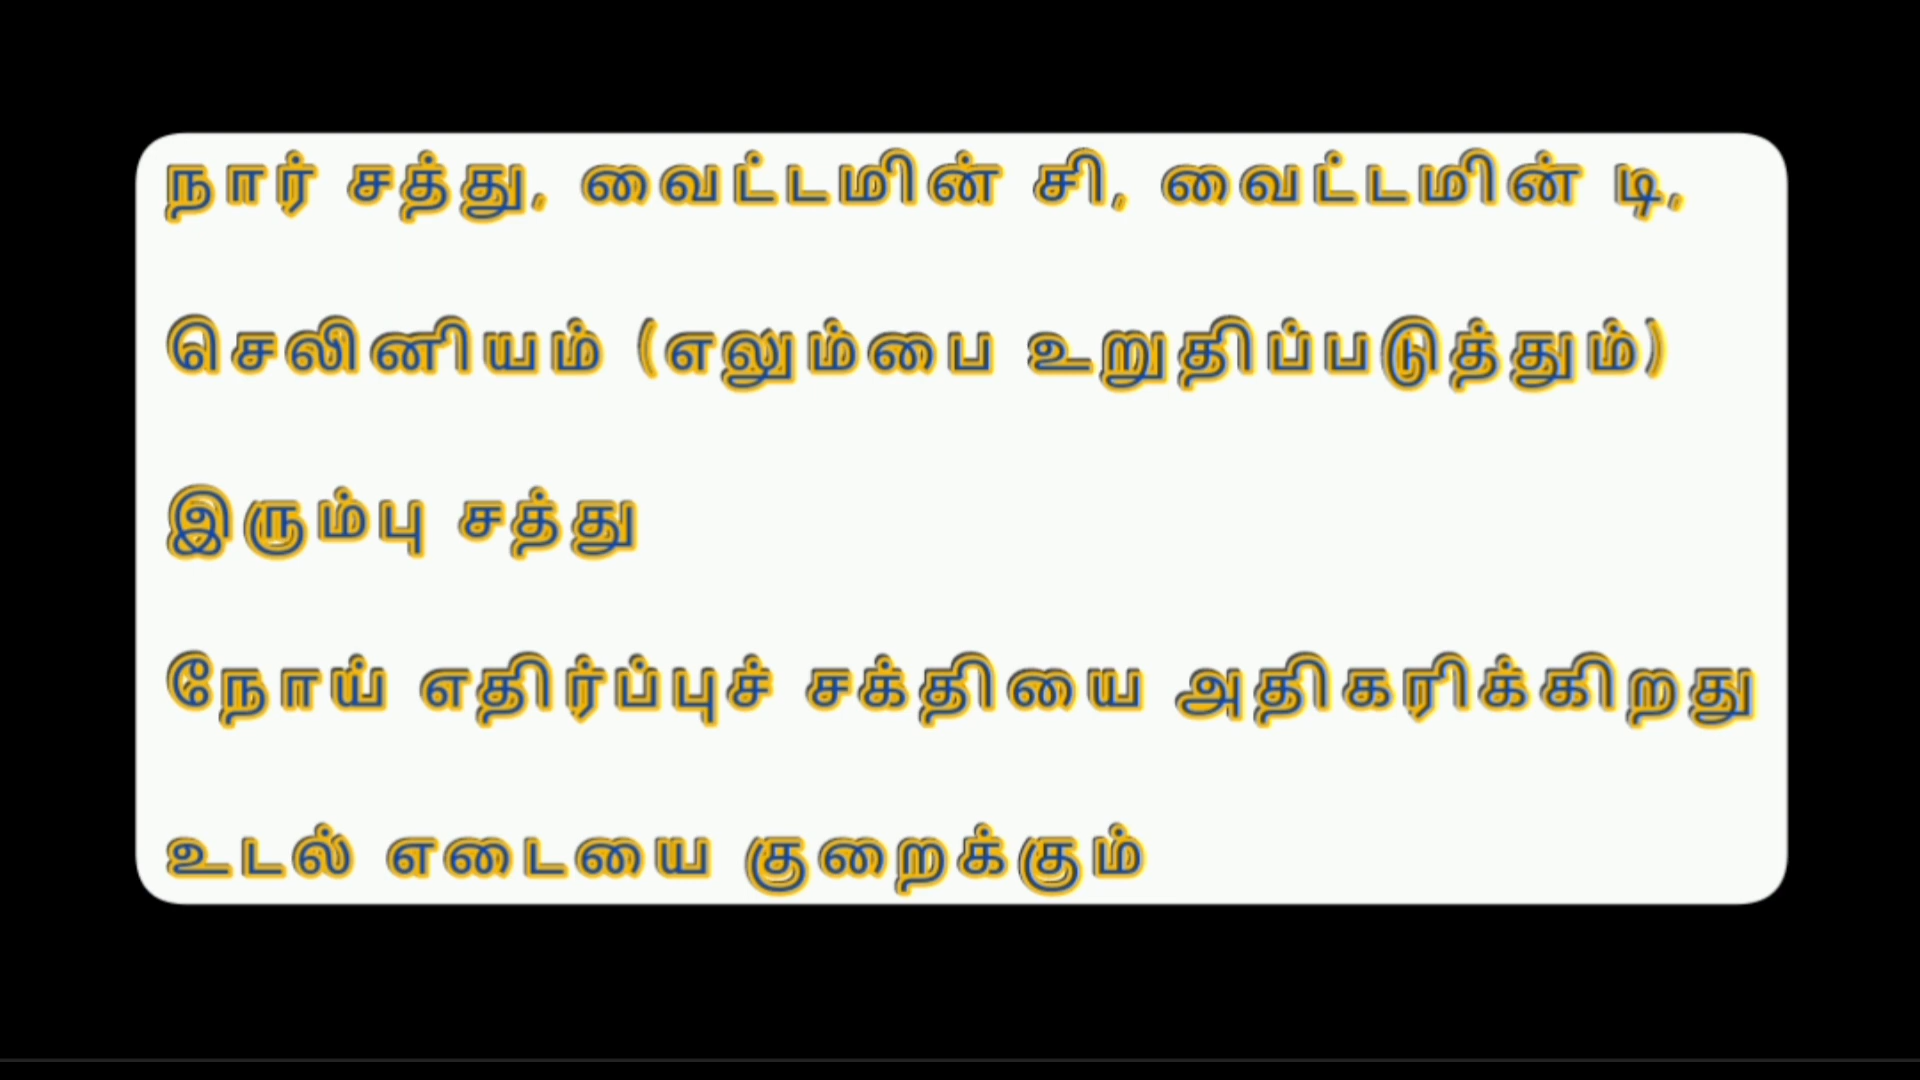 நார் சத்து, வைட்டமின் சி, வைட்டமின் டி,
செலினியம் (எலும்பை உறுதிப்படுத்தும்)
இரும்பு சத்து
நோய் எதிர்ப்புச் சக்தியை அதிகரிக்கிறது
உடல் எடையை குறைக்கும்